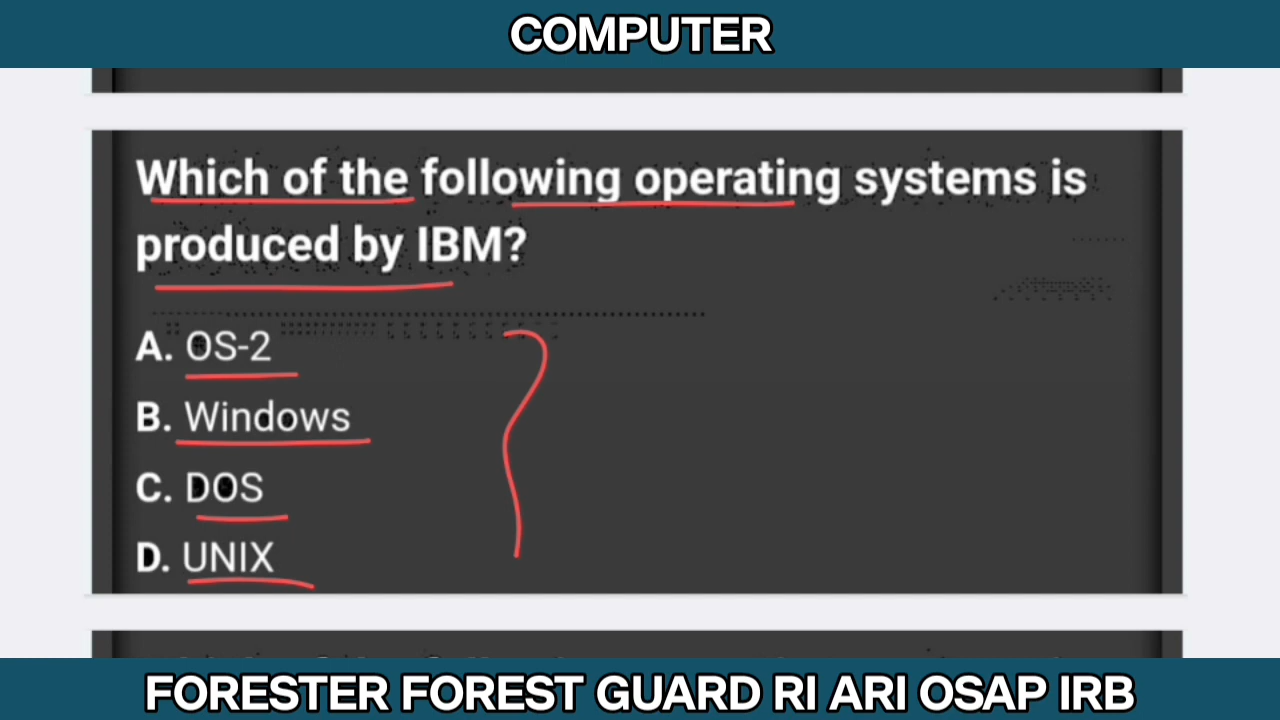 COMPUTER
Which of the following operating systems is
produced by IBM?
A. OS-2
B. Windows
C. DOS
D. UNIX
FORESTER FOREST GUARD RI ARI OSAP IRB